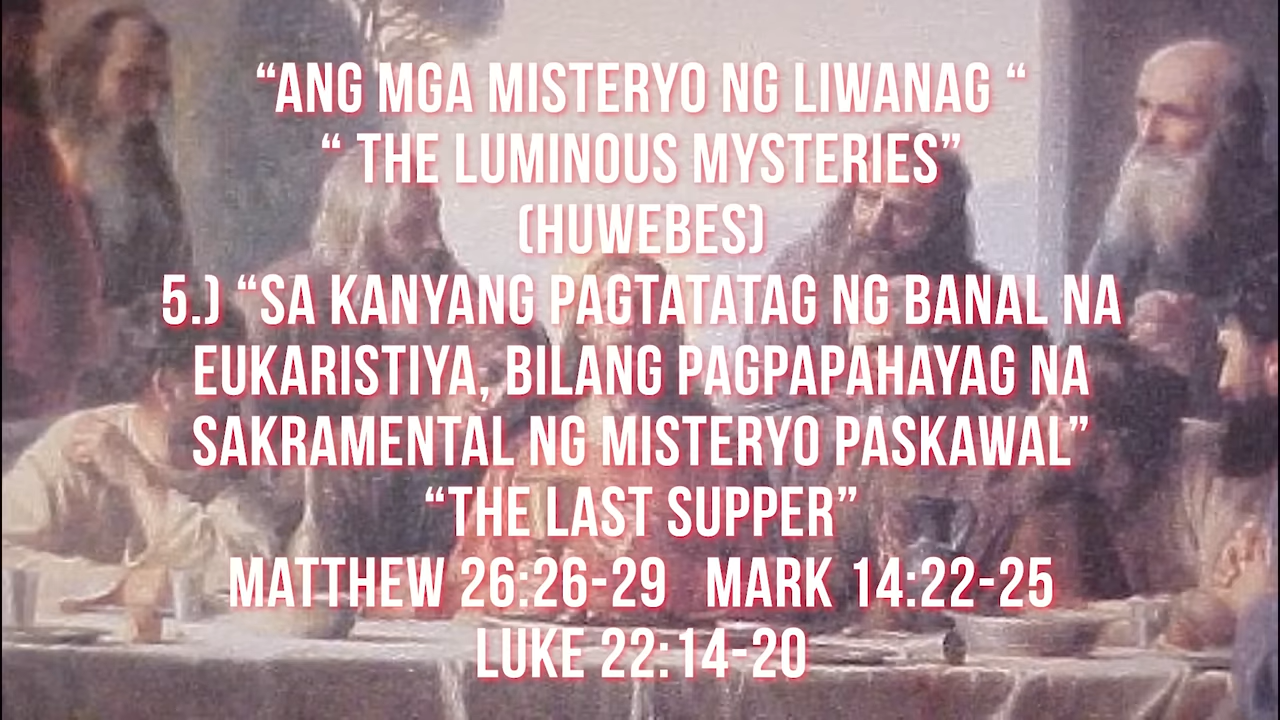 “ANG MGA MISTERYO NG LIWANAG “
“ THE LUMINOUS MYSTERIES”
(HUWEBES)
5.) “SA KANYANG PAGTATATAG NG BANAL NA
EUKARISTIYA, BILANG PAGPAPAHAYAG NA
SAKRAMENTAL NG MISTERYO PASKAWAL”
“THE LAST SUPPER”
MATTHEW 26:26-29 MARK 14:22-25
LUKE 22:14-20